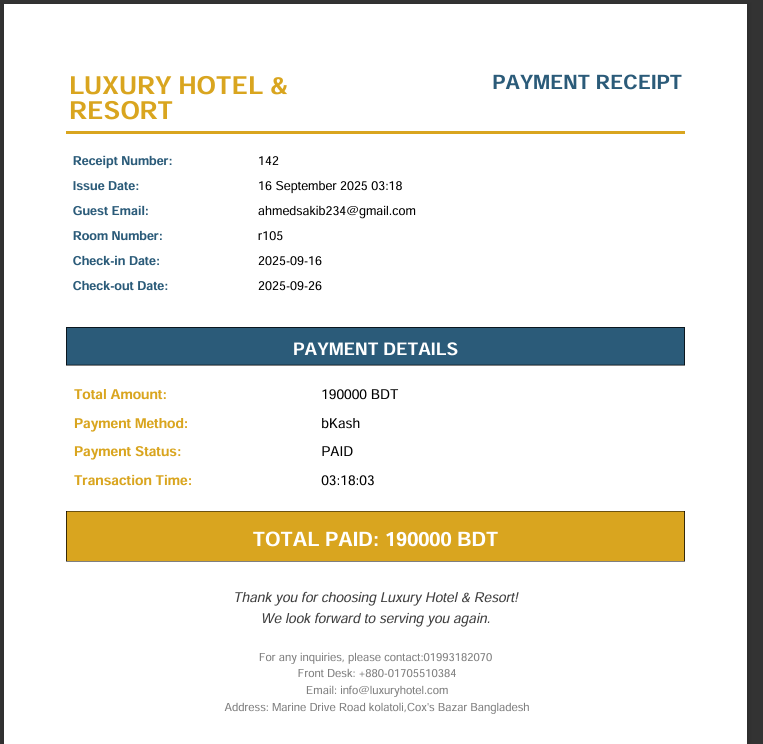 LUXURY HOTEL &
RESORT
PAYMENT RECEIPT
Receipt Number: 142
Issue Date: 16 September 2025 03:18
Guest Email: ahmedsakib234@gmail.com
Room Number: r105
Check-in Date: 2025-09-16
Check-out Date: 2025-09-26
PAYMENT DETAILS
Total Amount: 190000 BDT
Payment Method: bKash
Payment Status: PAID
Transaction Time: 03:18:03
TOTAL PAID: 190000 BDT
Thank you for choosing Luxury Hotel & Resort!
We look forward to serving you again.
For any inquiries, please contact:01993182070
Front Desk: +880-01705510384
Email: info@luxuryhotel.com
Address: Marine Drive Road kolatoli,Cox's Bazar Bangladesh